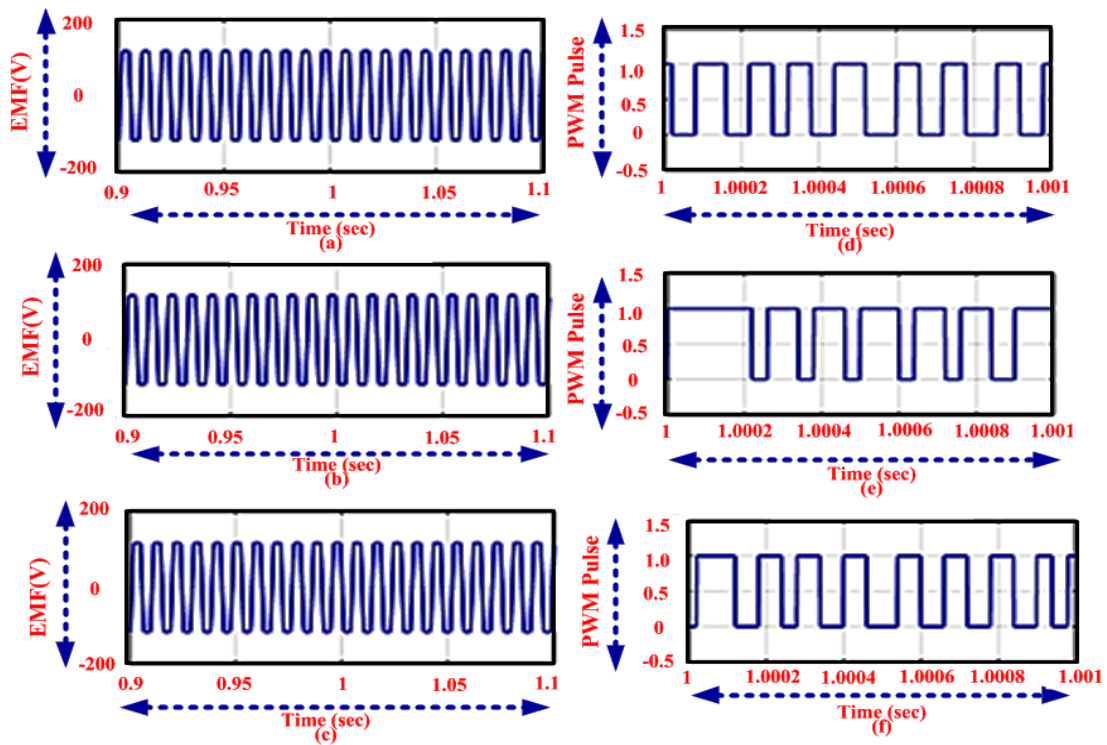 200
0
-200
EMF(V)
0.9 0.95 1 1.05 1.1
Time (sec)
(a)
1.5
1.0
0.5
0
-0.5
PWM Pulse
1 1.0002 1.0004 1.0006 1.0008 1.001
Time (sec)
(d)
200
0
-200
EMF(V)
0.9 0.95 1 1.05 1.1
Time (sec)
(b)
1.5
1.0
0.5
0
-0.5
PWM Pulse
1 1.0002 1.0004 1.0006 1.0008 1.001
Time (sec)
(e)
200
0
-200
EMF(V)
0.9 0.95 1 1.05 1.1
Time (sec)
(c)
1.5
1.0
0.5
0
-0.5
PWM Pulse
1 1.0002 1.0004 1.0006 1.0008 1.001
Time (sec)
(f)